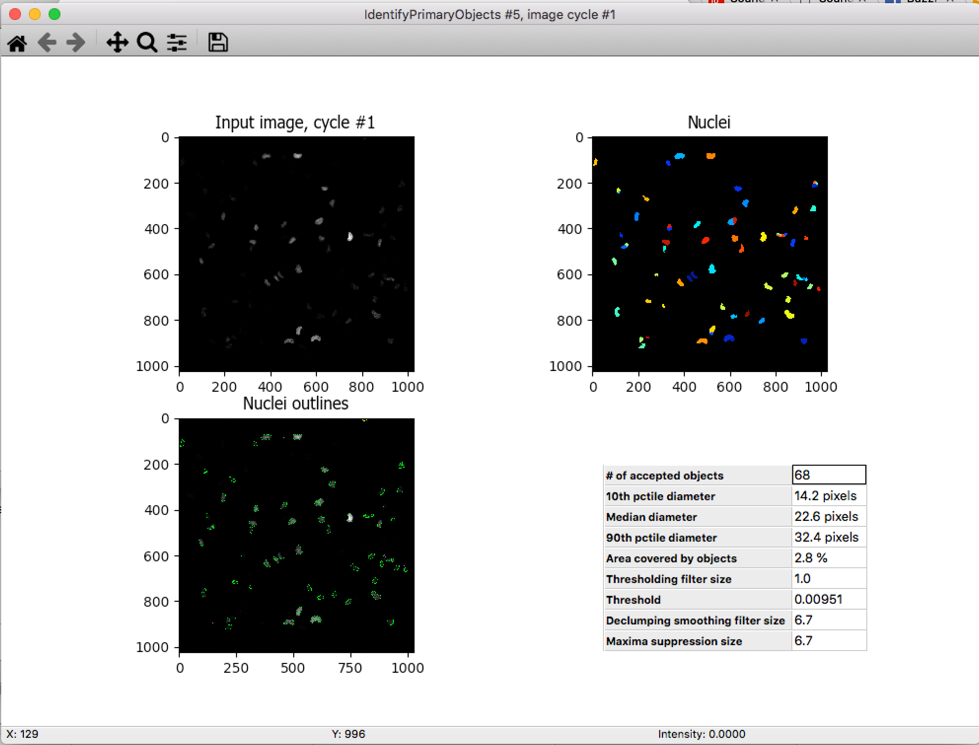 IdentifyPrimaryObjects #5, image cycle #1
Input image, cycle #1
0
200
400
600
800
1000
0 200 400 600 800 1000
Nuclei
0
200
400
600
800
1000
0 200 400 600 800 1000
Nuclei outlines
0
200
400
600
800
1000
0 250 500 750 1000
# of accepted objects 68
10th pctile diameter 14.2 pixels
Median diameter 22.6 pixels
90th pctile diameter 32.4 pixels
Area covered by objects 2.8 %
Thresholding filter size 1.0
Threshold 0.00951
Declumping smoothing filter size 6.7
Maxima suppression size 6.7
X: 129 Y: 996 Intensity: 0.0000